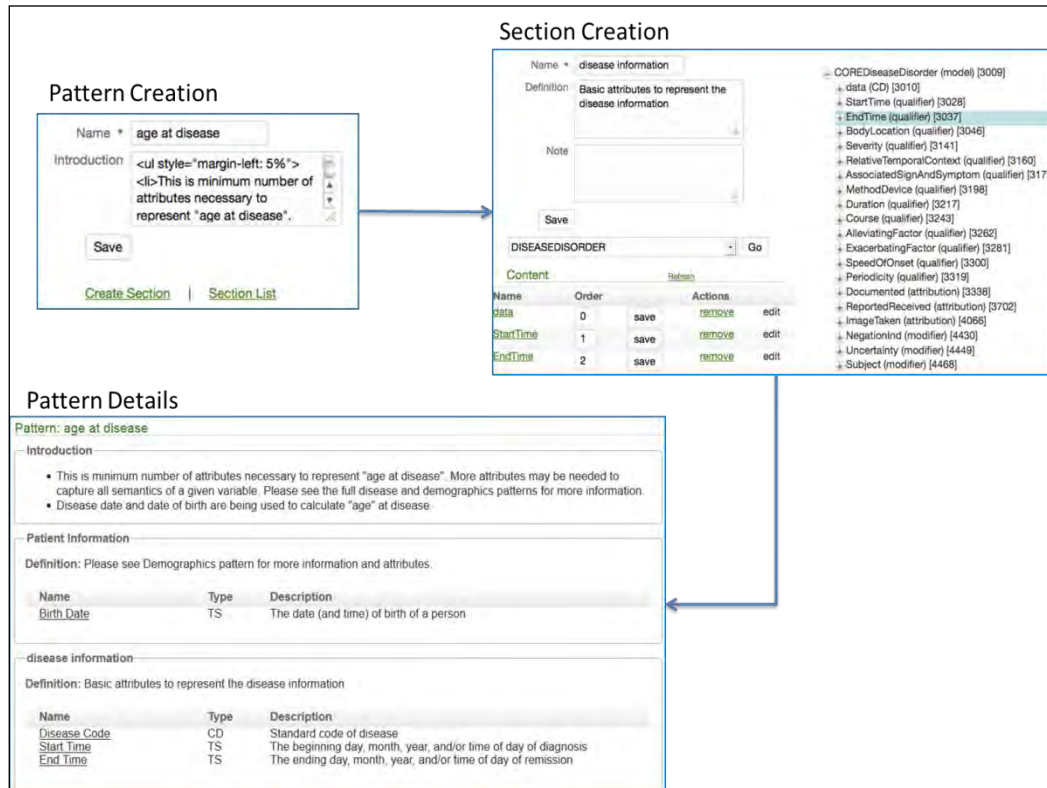 Pattern Creation
Name * age at disease
Introduction
<ul style="margin-left: 5%">
<li>This is minimum number of
attributes necessary to
represent "age at disease".
Save
Create Section | Section List
Section Creation
Name * disease information
Definition
Basic attributes to represent the
disease information
Note
Save
DISEASEDISORDER Go
Content Refresh
Name Order Actions
data 0 save remove edit
StartTime 1 save remove edit
EndTime 2 save remove edit
COREDiseaseDisorder (model) [3009]
data (CD) [3010]
StartTime (qualifier) [3028]
EndTime (qualifier) [3037]
BodyLocation (qualifier) [3046]
Severity (qualifier) [3141]
RelativeTemporalContext (qualifier) [3160]
AssociatedSignAndSymptom (qualifier) [317
MethodDevice (qualifier) [3198]
Duration (qualifier) [3217]
Course (qualifier) [3243]
AlleviatingFactor (qualifier) [3262]
ExacerbatingFactor (qualifier) [3281]
SpeedOfOnset (qualifier) [3300]
Periodicity (qualifier) [3319]
Documented (attribution) [3338]
ReportedReceived (attribution) [3702]
ImageTaken (attribution) [4066]
NegationInd (modifier) [4430]
Uncertainty (modifier) [4449]
Subject (modifier) [4468]
Pattern Details
Pattern: age at disease
Introduction
• This is minimum number of attributes necessary to represent "age at disease". More attributes may be needed to
capture all semantics of a given variable. Please see the full disease and demographics patterns for more information.
• Disease date and date of birth are being used to calculate "age" at disease.
Patient Information
Definition: Please see Demographics pattern for more information and attributes.
Name Type Description
Birth Date TS The date (and time) of birth of a person
disease information
Definition: Basic attributes to represent the disease information
Name Type Description
Disease Code CD Standard code of disease
Start Time TS The beginning day, month, year, and/or time of day of diagnosis
End Time TS The ending day, month, year, and/or time of day of remission